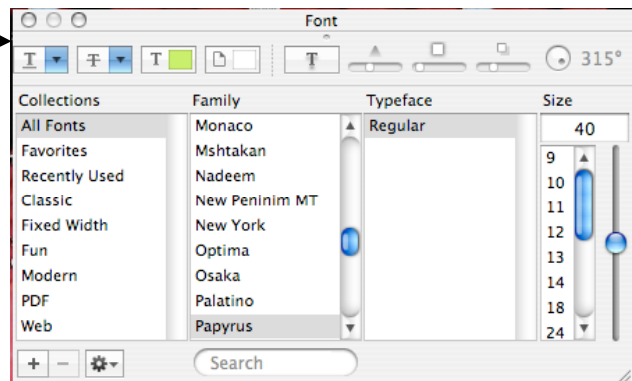 Font
T T T T 315°
Collections Family Typeface Size
All Fonts Monaco Regular 40
Favorites Mshtakan 9
Recently Used Nadeem 10
Classic New Peninim MT 11
Fixed Width New York 12
Fun Optima 13
Modern Osaka 14
PDF Palatino 18
Web Papyrus 24
+ − Search